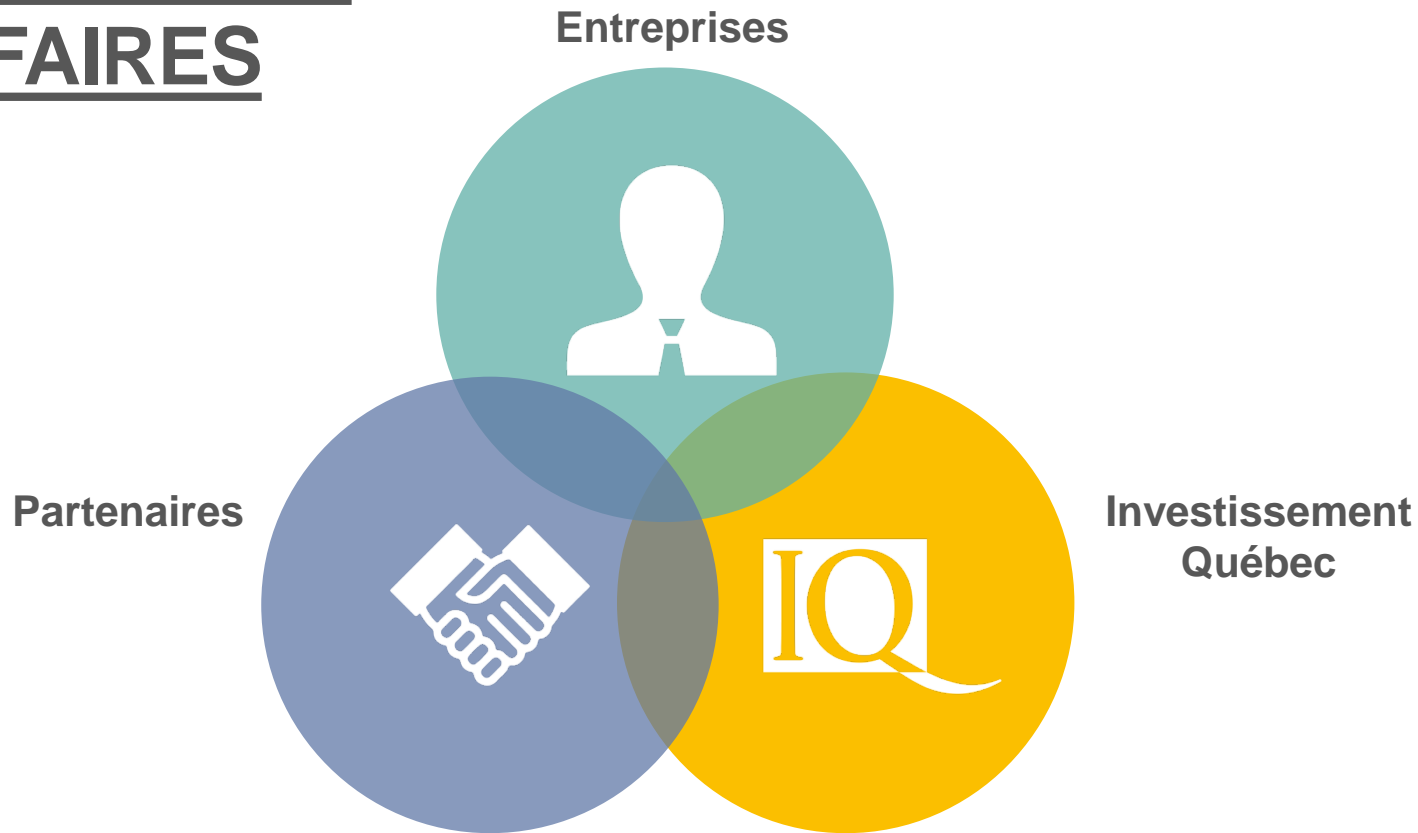 FAIRES
Entreprises
Partenaires
Investissement
Québec
IQ